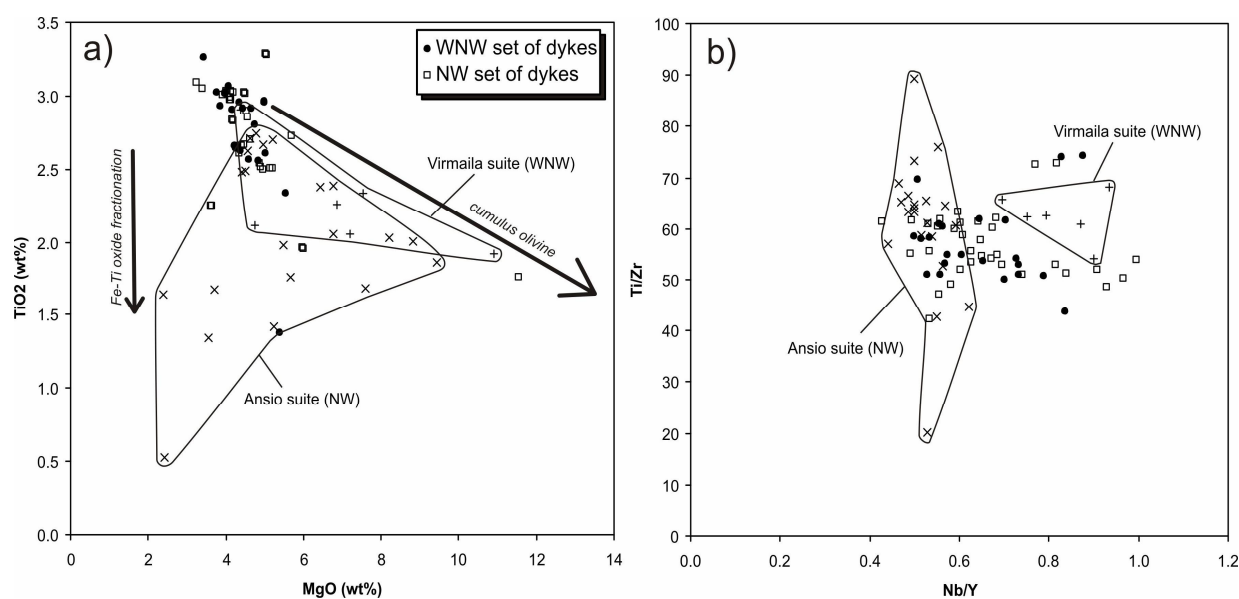 a)
WNW set of dykes
NW set of dykes
Fe-Ti oxide fractionation
Virmaila suite (WNW)
cumulus olivine
Ansio suite (NW)
TiO2 (wt%)
3.5
3.0
2.5
2.0
1.5
1.0
0.5
0.0
0
2
4
6
8
10
12
14
MgO (wt%)
b)
Virmaila suite (WNW)
Ansio suite (NW)
Ti/Zr
100
90
80
70
60
50
40
30
20
10
0
0.0
0.2
0.4
0.6
0.8
1.0
1.2
Nb/Y